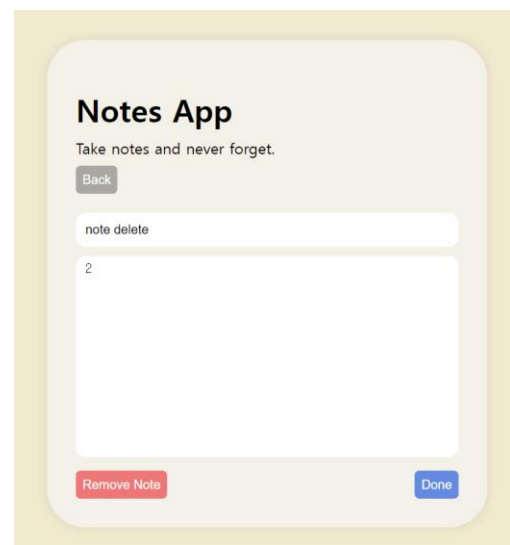 Notes App
Take notes and never forget.
Back
note delete
2
Remove Note
Done